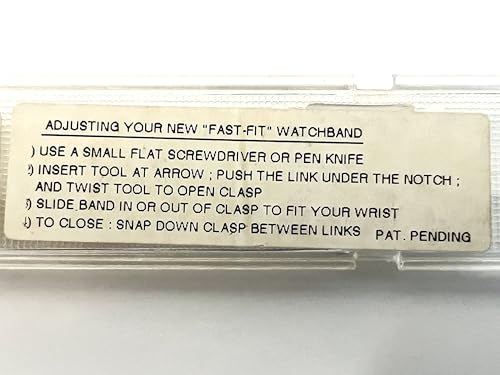 ADJUSTING YOUR NEW "FAST-FIT" WATCHBAND
) USE A SMALL FLAT SCREWDRIVER OR PEN KNIFE
2) INSERT TOOL AT ARROW ; PUSH THE LINK UNDER THE NOTCH ;
AND TWIST TOOL TO OPEN CLASP
3) SLIDE BAND IN OR OUT OF CLASP TO FIT YOUR WRIST
4) TO CLOSE : SNAP DOWN CLASP BETWEEN LINKS PAT. PENDING